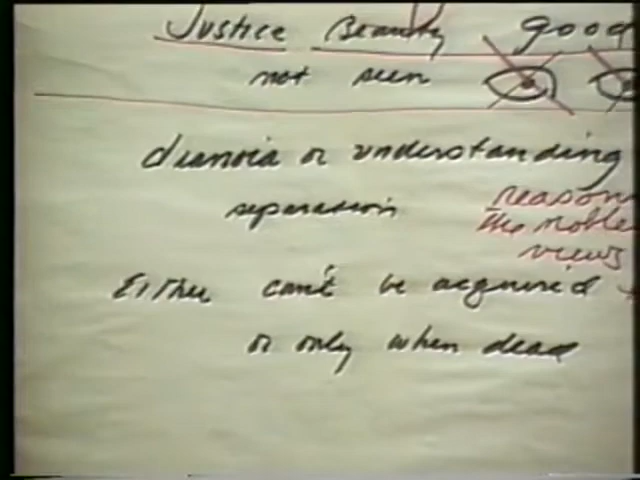 Justice Beauty good
not seen
dianoia or understanding
separation
reason
the noble
views
Either can't be acquired
or only when dead